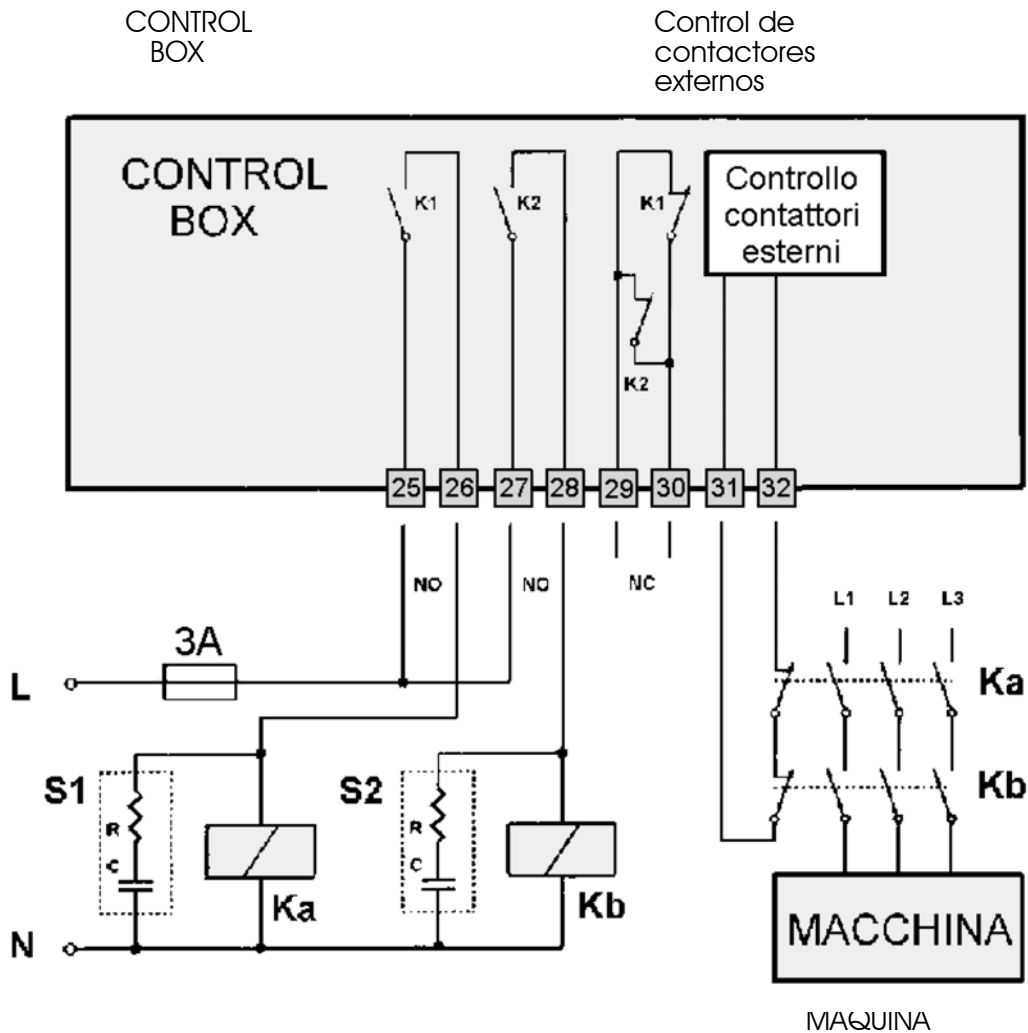 CONTROL
BOX
Control de
contactores
externos
CONTROL
BOX
K1
K2
K1
K2
Controllo
contattori
esterni
25 26 27 28 29 30 31 32
NO
NO
NC
L1 L2 L3
3A
L
Ka
S1
R
C
Ka
S2
R
C
Kb
Kb
N
MACCHINA
MAQUINA